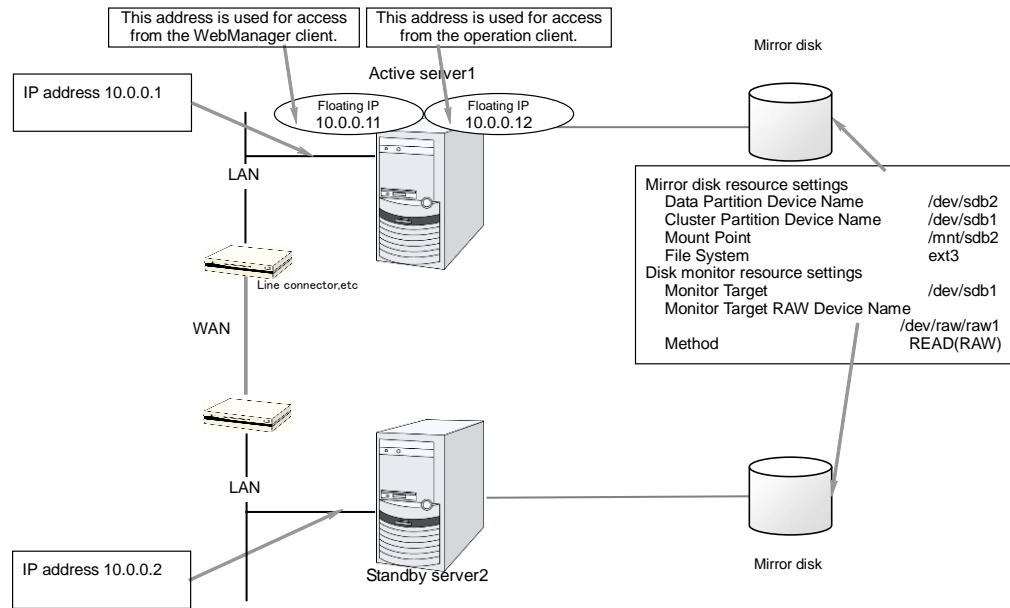 This address is used for access
from the WebManager client.
This address is used for access
from the operation client.
Mirror disk
Active server1
IP address 10.0.0.1
Floating IP
10.0.0.11
Floating IP
10.0.0.12
LAN
Mirror disk resource settings
Data Partition Device Name /dev/sdb2
Cluster Partition Device Name /dev/sdb1
Mount Point /mnt/sdb2
File System ext3
Disk monitor resource settings
Monitor Target /dev/sdb1
Monitor Target RAW Device Name
/dev/raw/raw1
Method READ(RAW)
Line connector,etc
WAN
LAN
IP address 10.0.0.2
Standby server2
Mirror disk